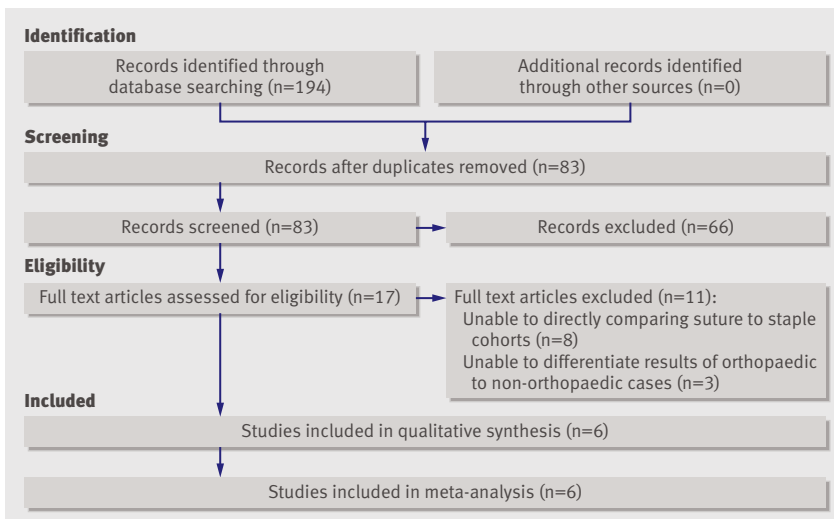 Identification
Records identified through
database searching (n=194)
Additional records identified
through other sources (n=0)
Screening
Records after duplicates removed (n=83)
Records screened (n=83)
Records excluded (n=66)
Eligibility
Full text articles assessed for eligibility (n=17)
Full text articles excluded (n=11):
Unable to directly comparing suture to staple
cohorts (n=8)
Unable to differentiate results of orthopaedic
to non-orthopaedic cases (n=3)
Included
Studies included in qualitative synthesis (n=6)
Studies included in meta-analysis (n=6)